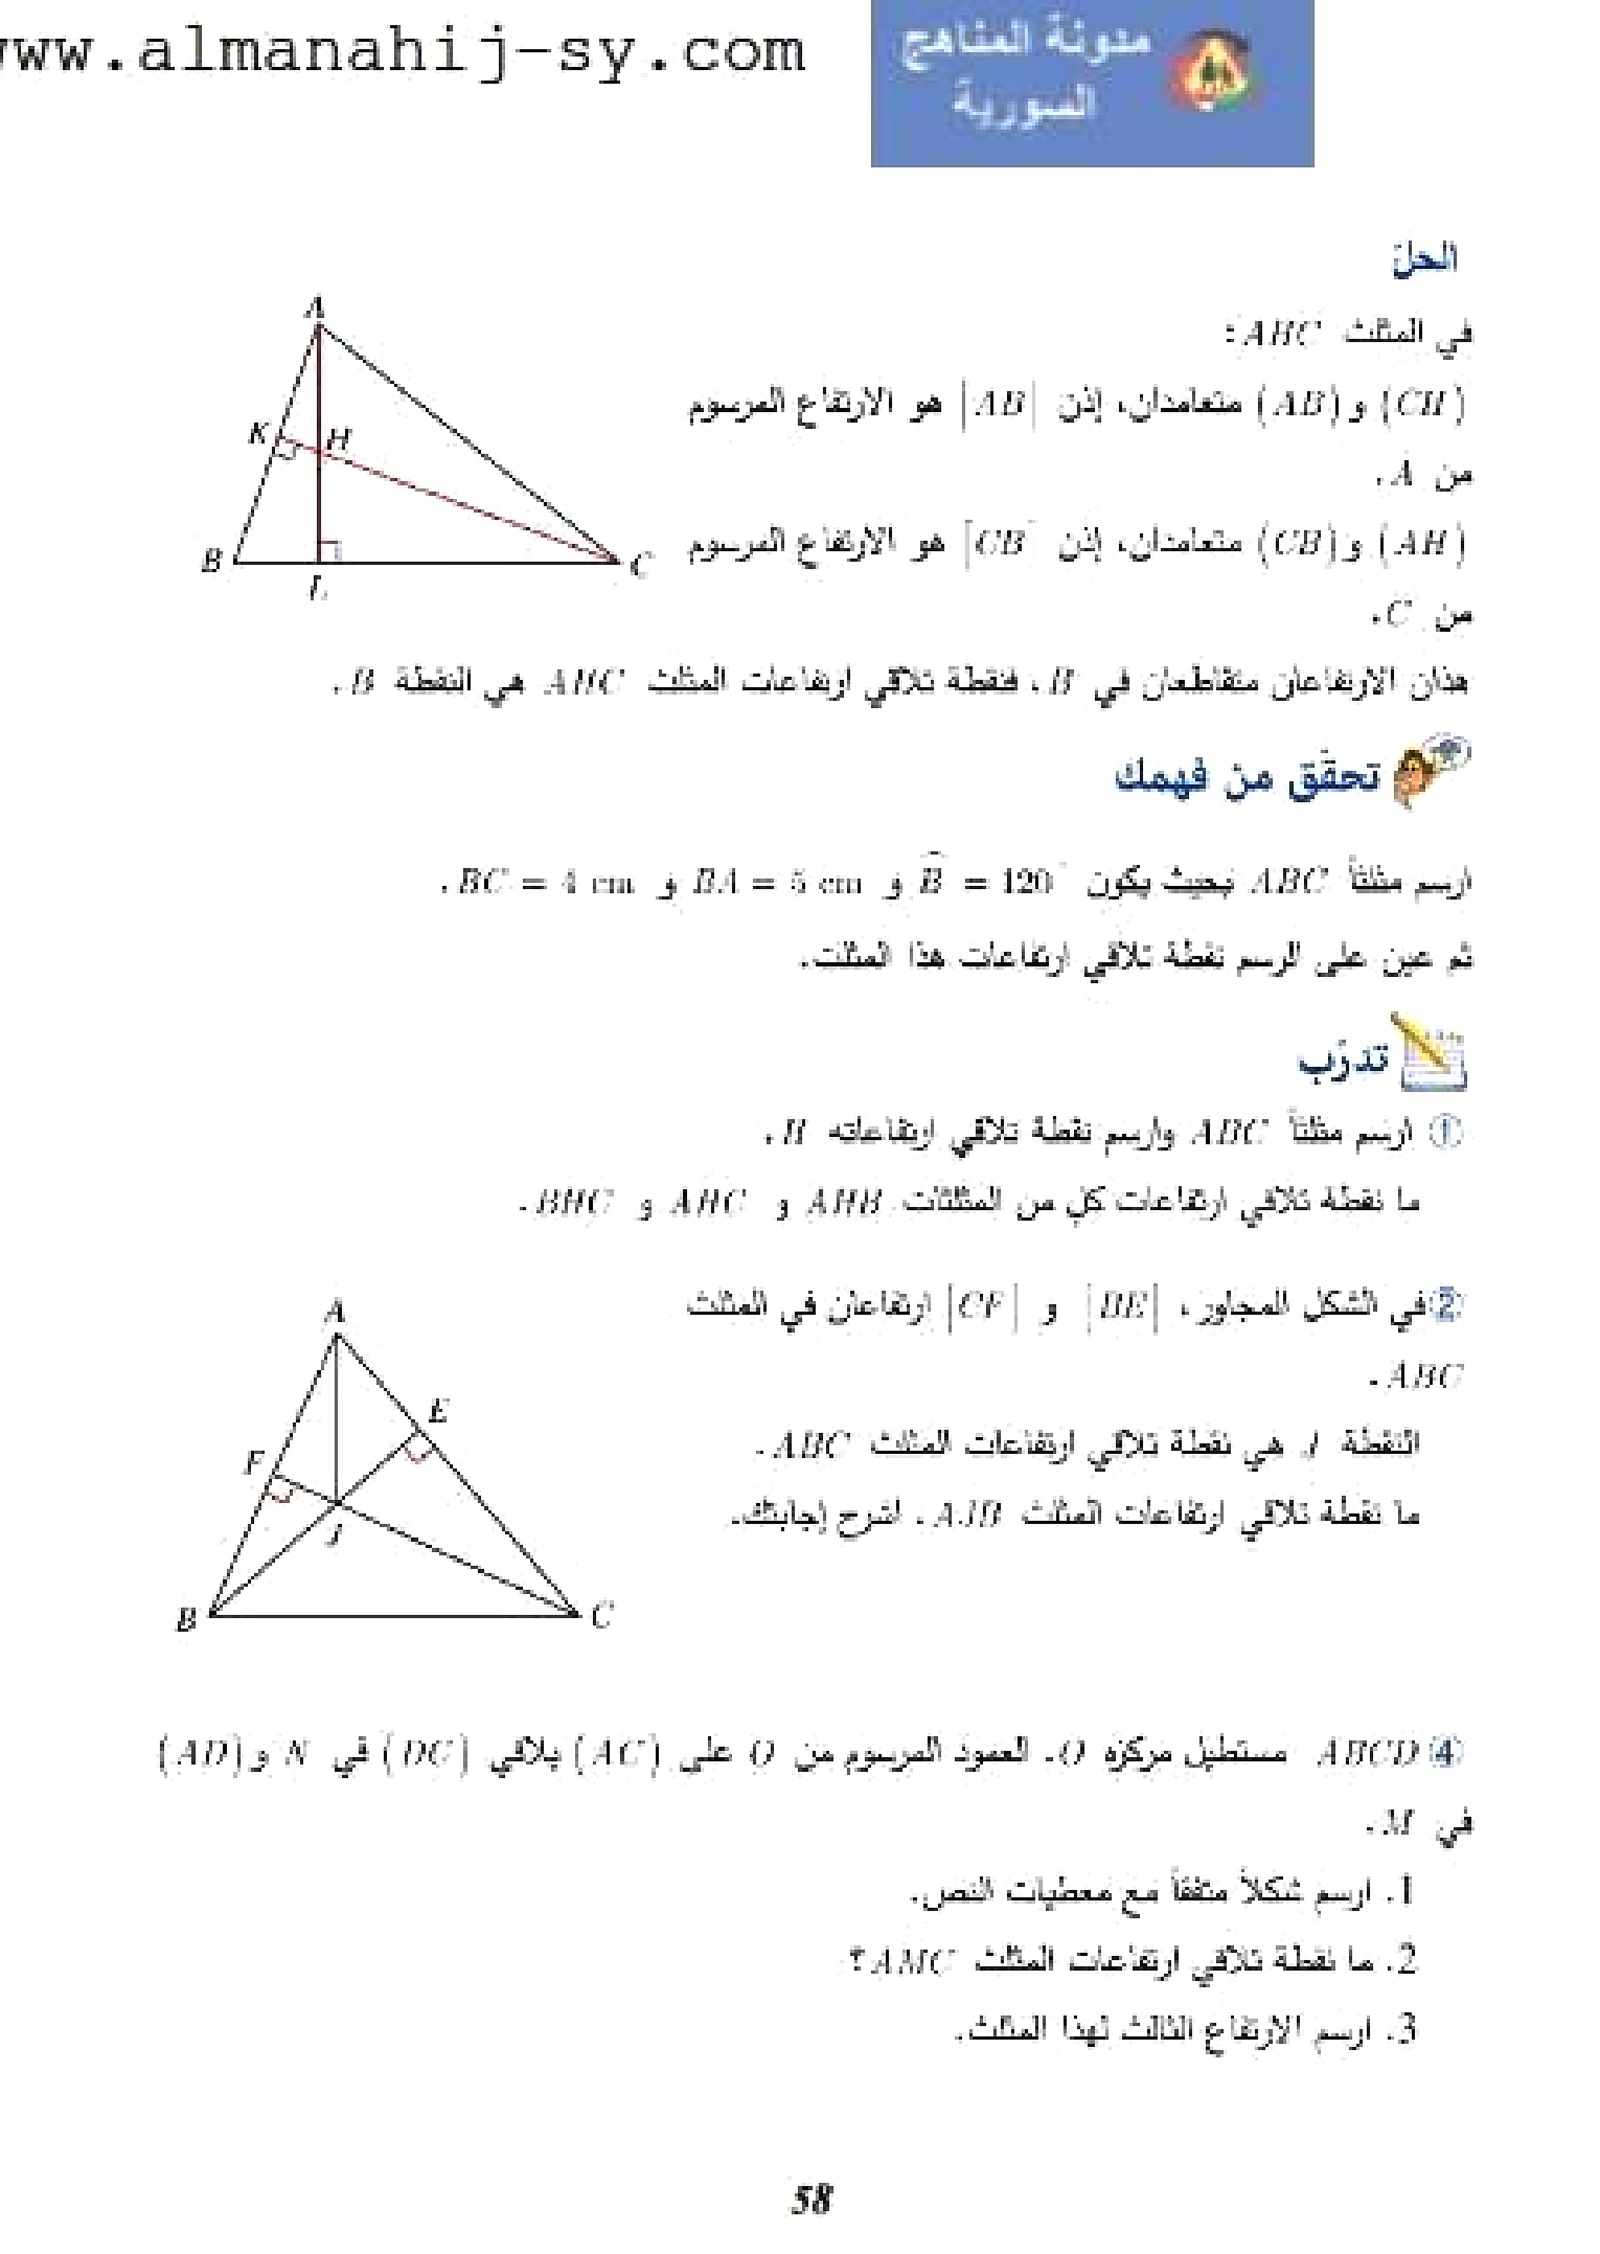 www.almanahij-sy.com
مدونة المناهج
السورية
الحلّ
في المثلث AHC :
(CH) و (AB) متعامدان، إذن [AB] هو الارتفاع المرسوم
من A .
(AH) و (CB) متعامدان، إذن [CB] هو الارتفاع المرسوم
من C .
هذان الارتفاعان متقاطعان في B ، فنقطة تلاقي ارتفاعات المثلث AHC هي النقطة B .
A
K
H
B
L
C
تحقّق من فهمك
ارسم مثلثاً ABC بحيث يكون B̂ = 120° و BA = 5 cm و BC = 4 cm .
ثم عين على الرسم نقطة تلاقي ارتفاعات هذا المثلث.
تدرّب
① ارسم مثلثاً ABC وارسم نقطة تلاقي ارتفاعاته H .
ما نقطة تلاقي ارتفاعات كل من المثلثات AHB و AHC و BHC .
② في الشكل المجاور، [BE] و [CF] ارتفاعان في المثلث
ABC .
النقطة J هي نقطة تلاقي ارتفاعات المثلث ABC .
ما نقطة تلاقي ارتفاعات المثلث AJB . اشرح إجابتك.
A
E
F
J
B
C
④ ABCD مستطيل مركزه O . العمود المرسوم من O على (AC) يلاقي (DC) في N و (AD)
في M .
1. ارسم شكلاً متفقاً مع معطيات النص.
2. ما نقطة تلاقي ارتفاعات المثلث AMC ؟
3. ارسم الارتفاع الثالث لهذا المثلث.
58